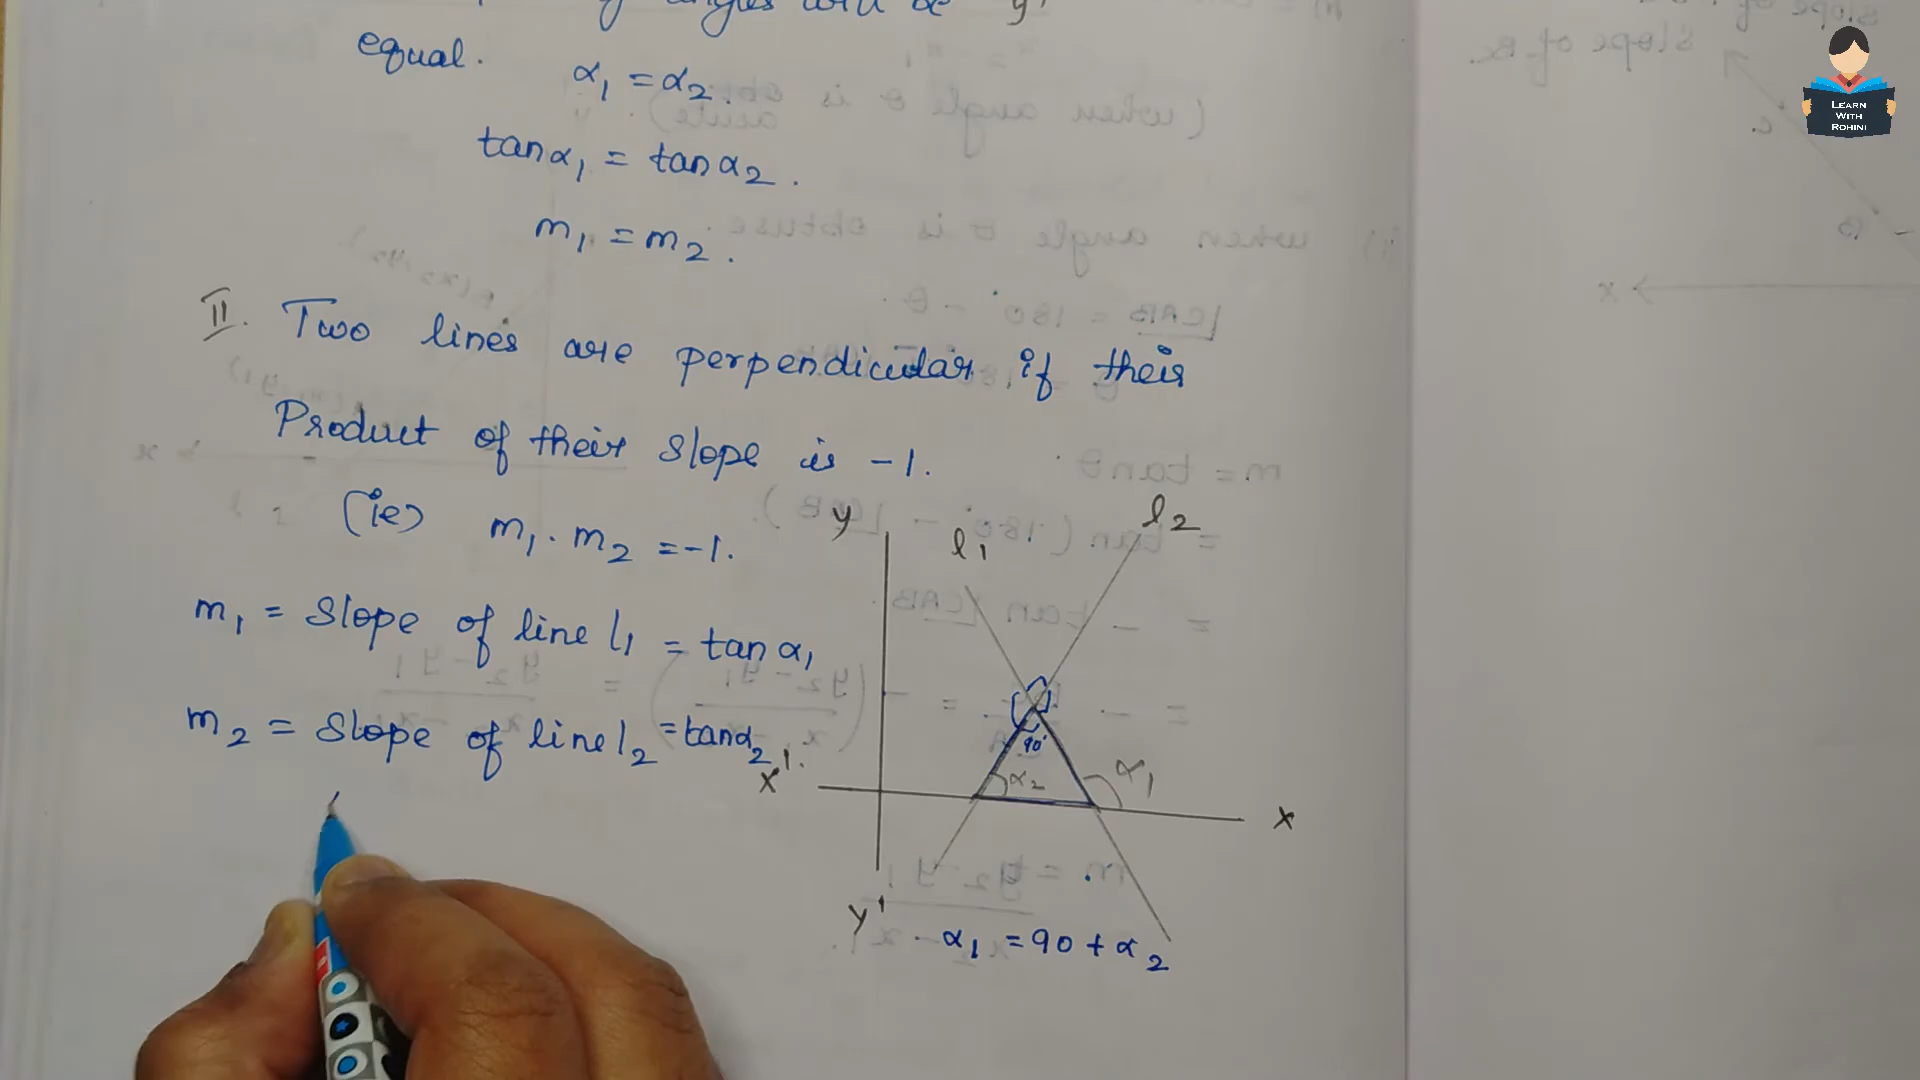 angles with
equal.
α1 = α2.
tan α1 = tan α2.
m1 = m2.
II. Two lines are perpendicular if their
Product of their slope is -1.
(ie) m1 . m2 = -1.
m1 = Slope of line l1 = tan α1
m2 = Slope of line l2 = tan α2
y
l1
l2
90°
α2
α1
X'
X
Y'
α1 = 90 + α2
LEARN
WITH
ROHINI